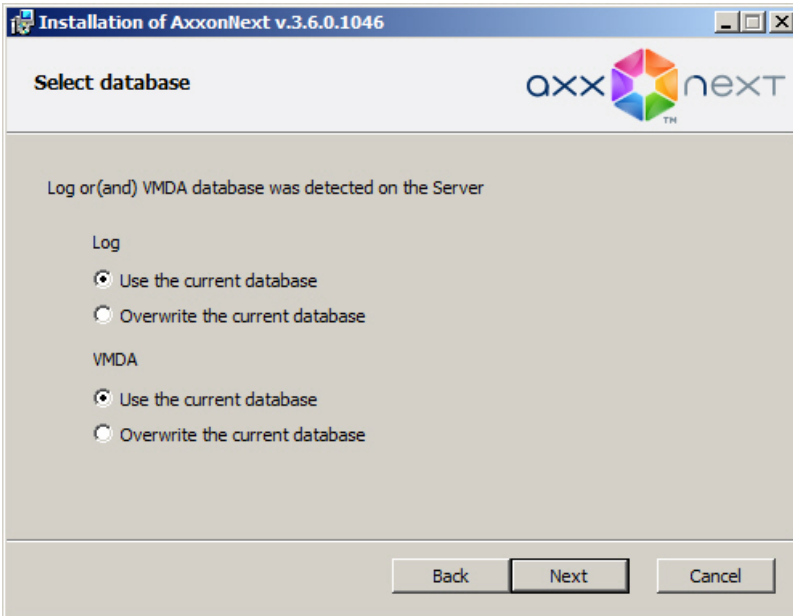 Installation of AxxonNext v.3.6.0.1046
Select database
axx next
TM
Log or(and) VMDA database was detected on the Server
Log
Use the current database
Overwrite the current database
VMDA
Use the current database
Overwrite the current database
Back Next Cancel